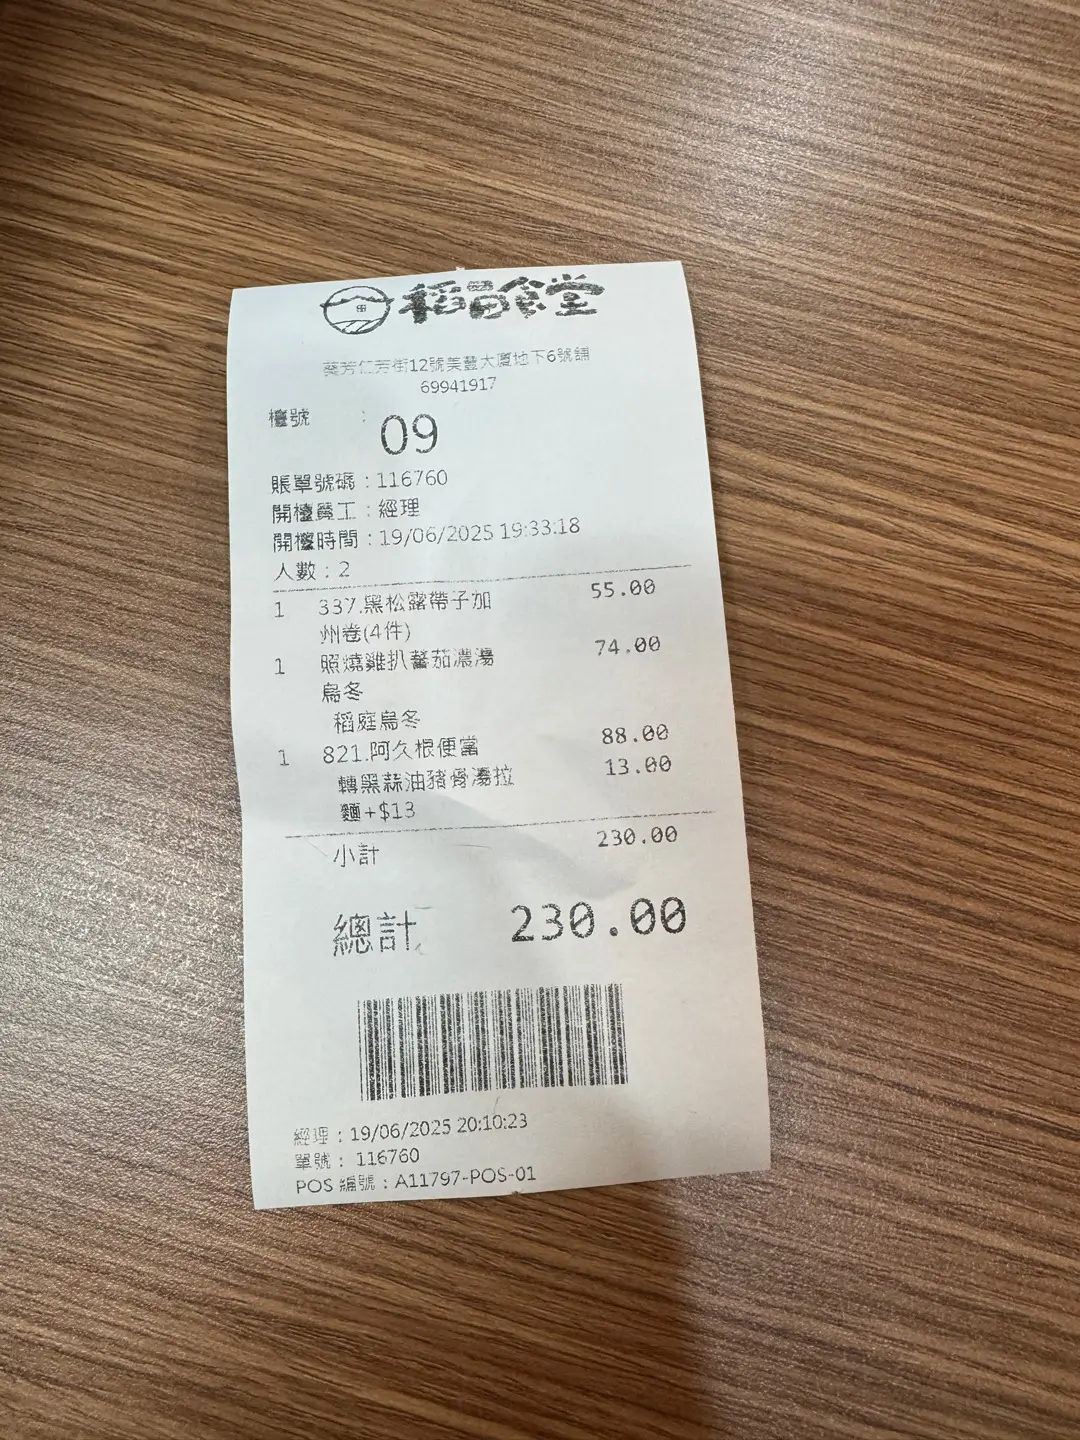 稻田食堂
葵芳仁芳街12號美豐大廈地下6號舖
69941917
檯號 : 09
賬單號碼 : 116760
開檯員工 : 經理
開檯時間 : 19/06/2025 19:33:18
人數 : 2
1 337.黑松露帶子加 55.00
州卷(4件)
1 照燒雞扒蕃茄濃湯 74.00
烏冬
稻庭烏冬
1 821.阿久根便當 88.00
轉黑蒜油豬骨湯拉 13.00
麵+$13
小計 230.00
總計 230.00
經理 : 19/06/2025 20:10:23
單號 : 116760
POS 編號 : A11797-POS-01